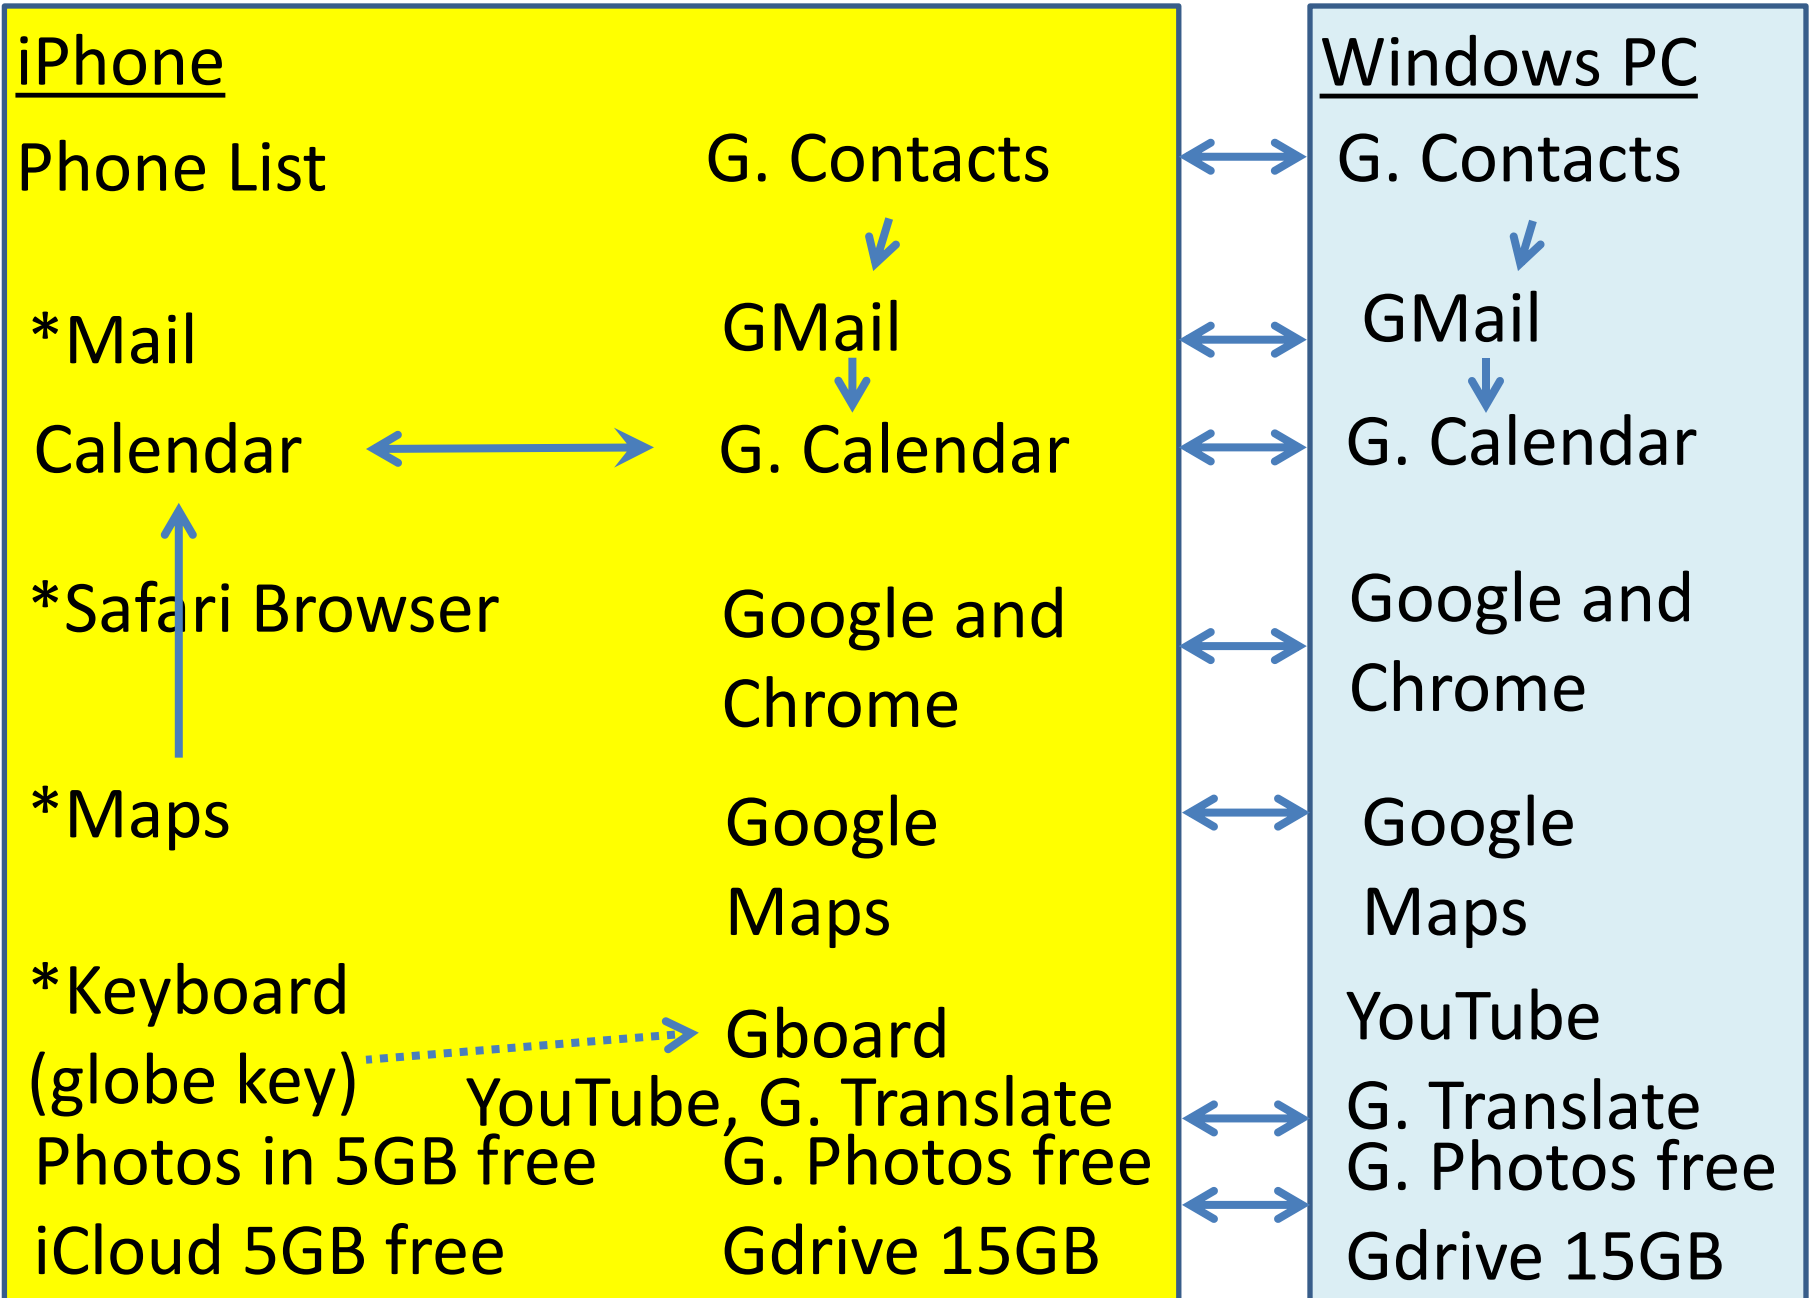 iPhone
Phone List
*Mail
Calendar
*Safari Browser
*Maps
*Keyboard
(globe key)
Photos in 5GB free
iCloud 5GB free
G. Contacts
GMail
G. Calendar
Google and
Chrome
Google
Maps
Gboard
YouTube, G. Translate
G. Photos free
Gdrive 15GB
Windows PC
G. Contacts
GMail
G. Calendar
Google and
Chrome
Google
Maps
YouTube
G. Translate
G. Photos free
Gdrive 15GB